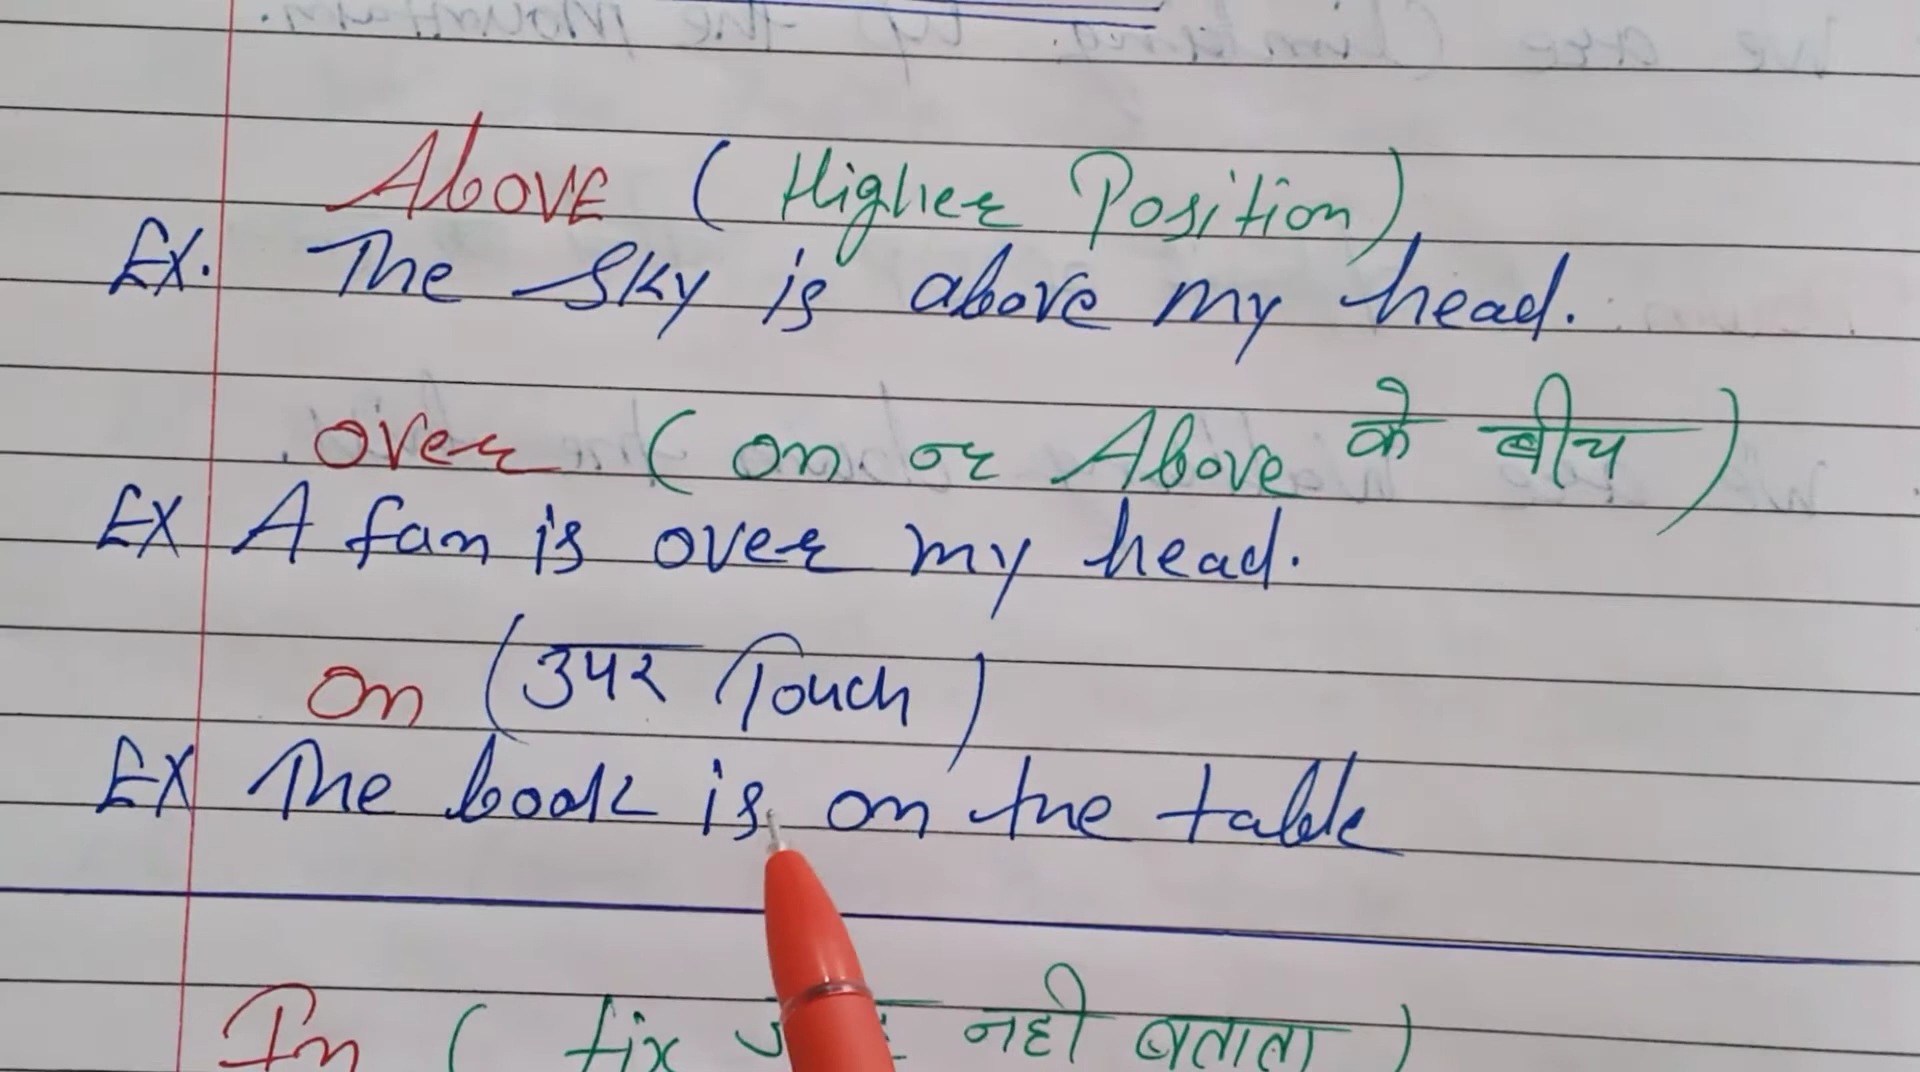 Above (Higher Position)
Ex. The sky is above my head.
over (on or Above के बीच)
Ex A fan is over my head.
on (उपर Touch)
Ex The book is on the table
In ( fix नही बताता )